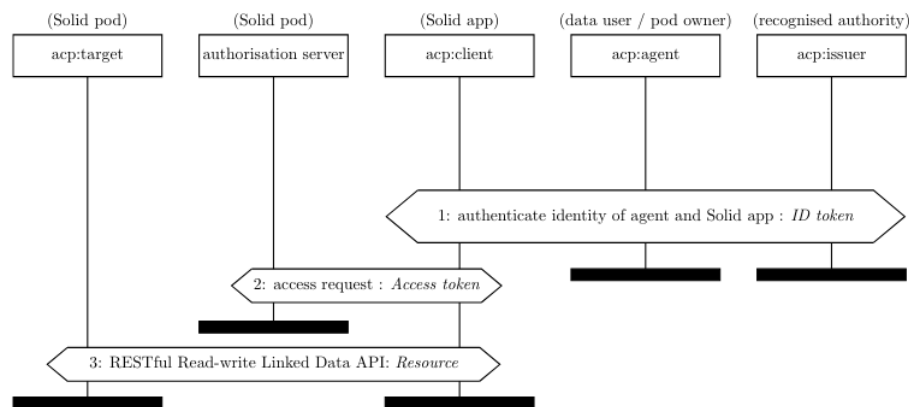 (Solid pod) (Solid pod) (Solid app) (data user / pod owner) (recognised authority)
acp:target authorisation server acp:client acp:agent acp:issuer
1: authenticate identity of agent and Solid app : ID token
2: access request : Access token
3: RESTful Read-write Linked Data API: Resource